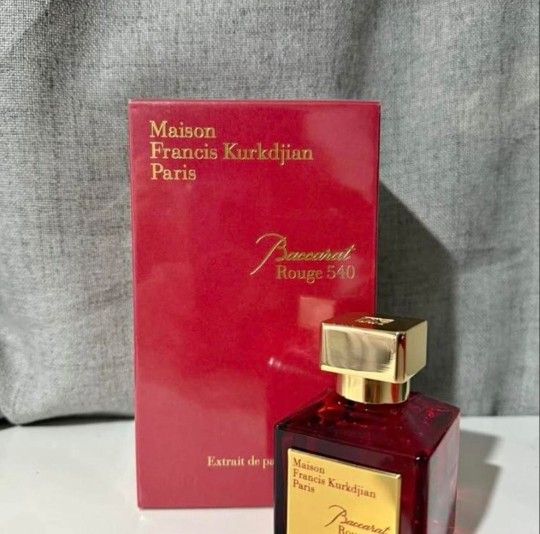 Maison
Francis Kurkdjian
Paris
Baccarat
Rouge 540
Extrait de
Maison
Francis Kurkdjian
Paris
Baccarat